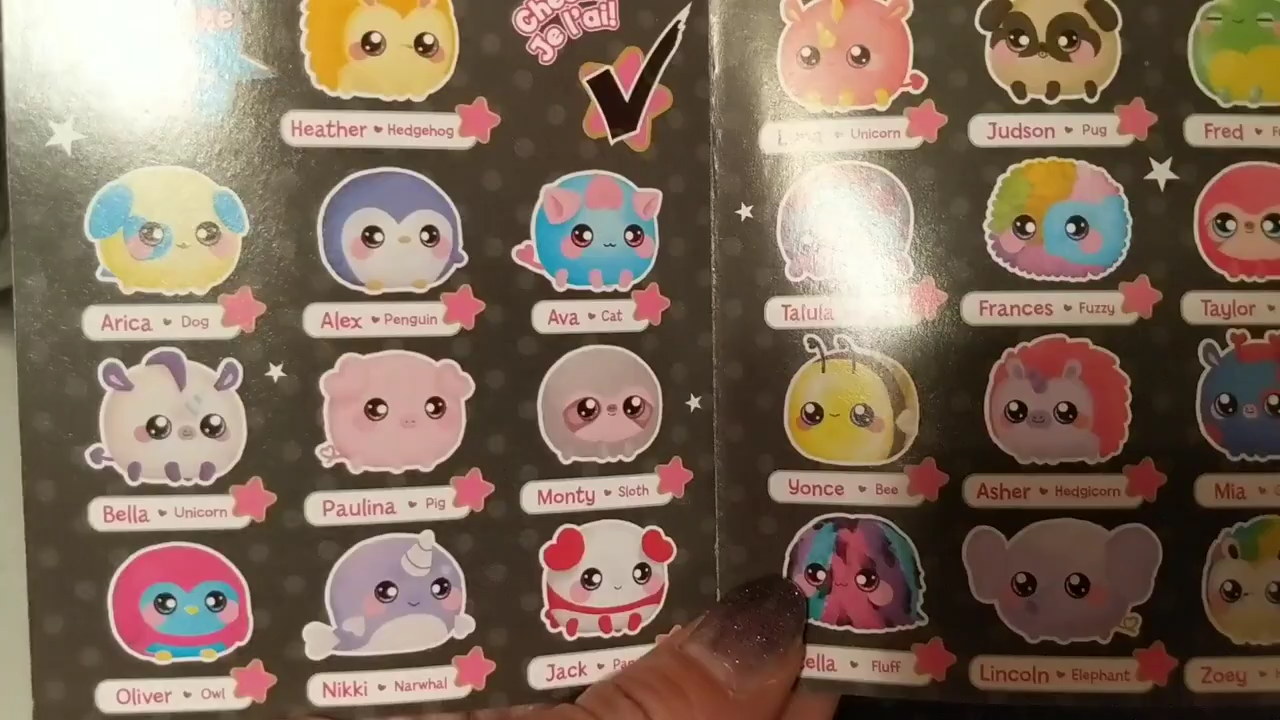 Je l'ai!
Heather ♥ Hedgehog
Unicorn
Judson ♥ Pug
Fred
Arica ♥ Dog
Alex ♥ Penguin
Ava ♥ Cat
Talula
Frances ♥ Fuzzy
Taylor ♥
Bella ♥ Unicorn
Paulina ♥ Pig
Monty ♥ Sloth
Yonce ♥ Bee
Asher ♥ Hedgicorn
Mia ♥
Oliver ♥ Owl
Nikki ♥ Narwhal
Jack ♥
♥ Fluff
Lincoln ♥ Elephant
Zoey ♥